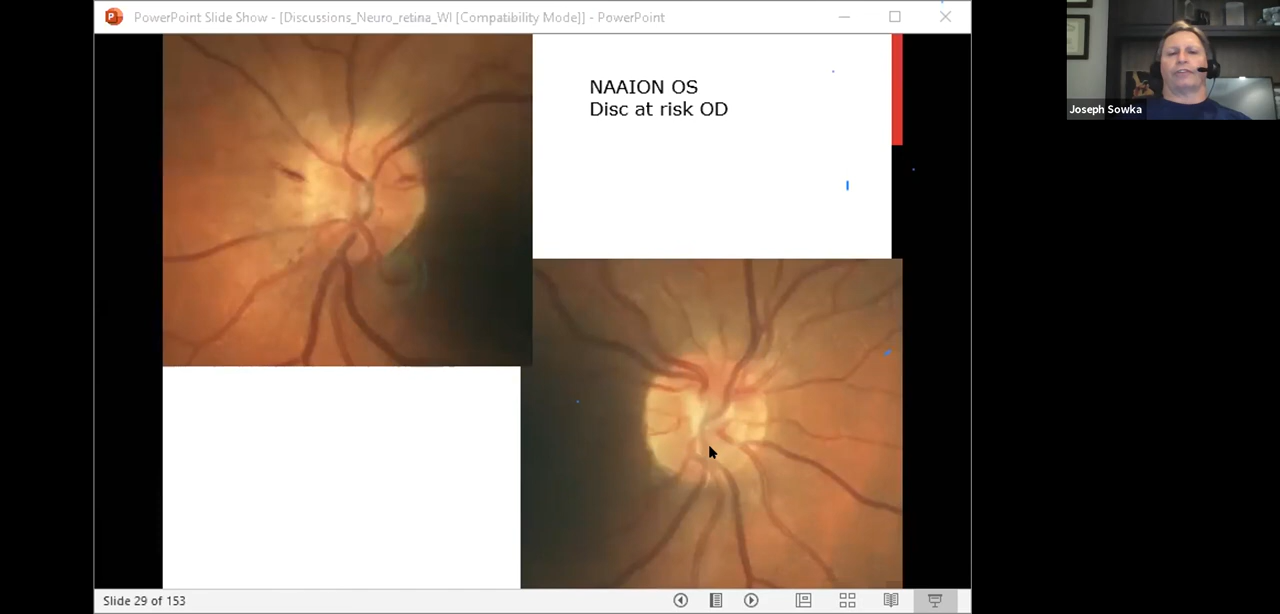 PowerPoint Slide Show - [Discussions_Neuro_retina_WI [Compatibility Mode]] - PowerPoint
NAAION OS
Disc at risk OD
Joseph Sowka
Slide 29 of 153